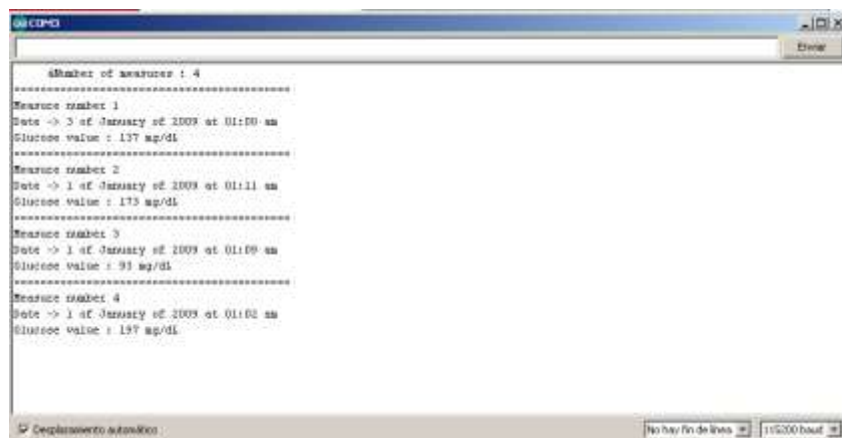 COM3
Enviar
áNumber of measures : 4
=============================================
Measure number 1
Date -> 3 of January of 2009 at 01:00 am
Glucose value : 137 mg/dL
=============================================
Measure number 2
Date -> 1 of January of 2009 at 01:11 am
Glucose value : 173 mg/dL
=============================================
Measure number 3
Date -> 1 of January of 2009 at 01:09 am
Glucose value : 93 mg/dL
=============================================
Measure number 4
Date -> 1 of January of 2009 at 01:02 am
Glucose value : 197 mg/dL
Desplazamiento automático
No hay fin de línea
115200 baud